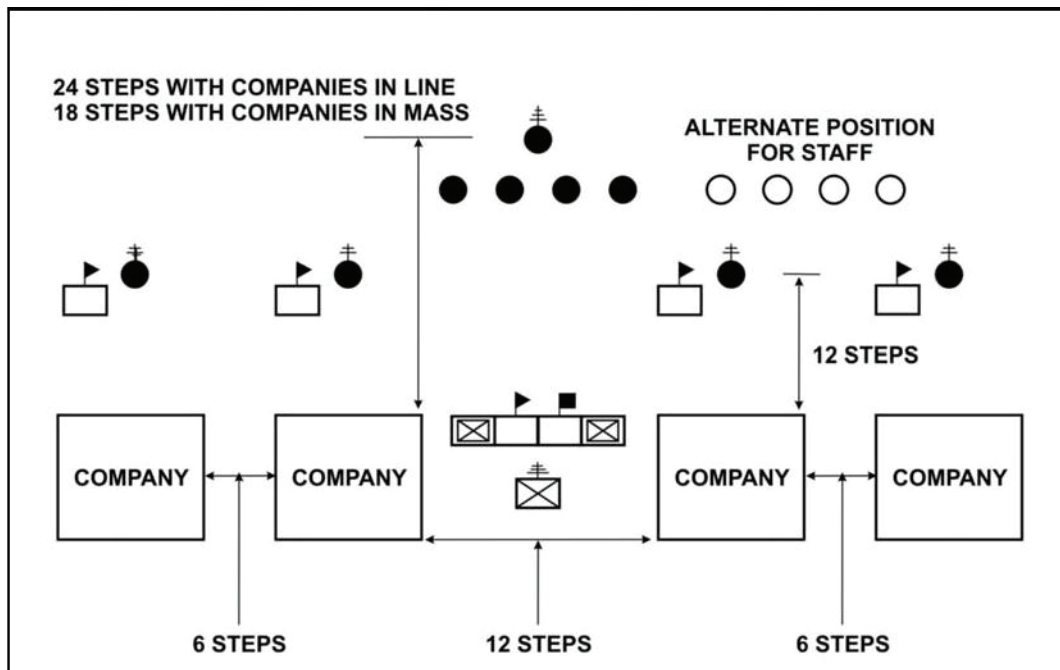 24 STEPS WITH COMPANIES IN LINE
18 STEPS WITH COMPANIES IN MASS
ALTERNATE POSITION
FOR STAFF
12 STEPS
COMPANY
COMPANY
COMPANY
COMPANY
6 STEPS
12 STEPS
6 STEPS